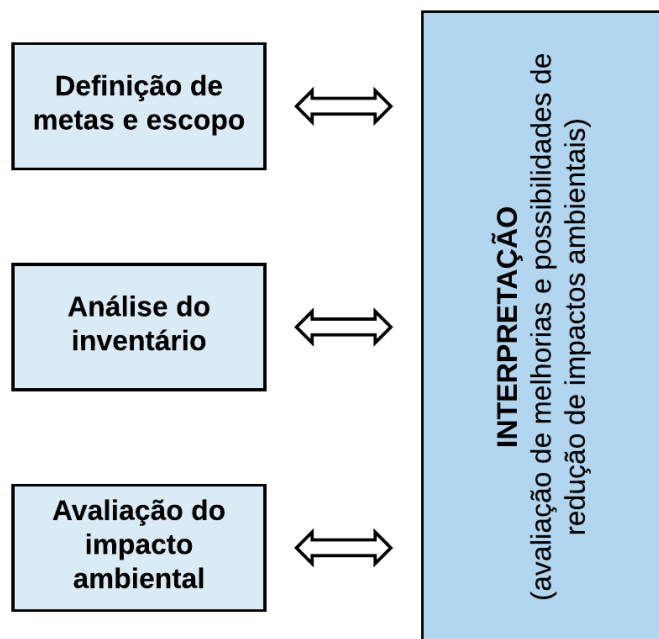 Definição de
metas e escopo
Análise do
inventário
Avaliação do
impacto
ambiental
INTERPRETAÇÃO
(avaliação de melhorias e possibilidades de
redução de impactos ambientais)